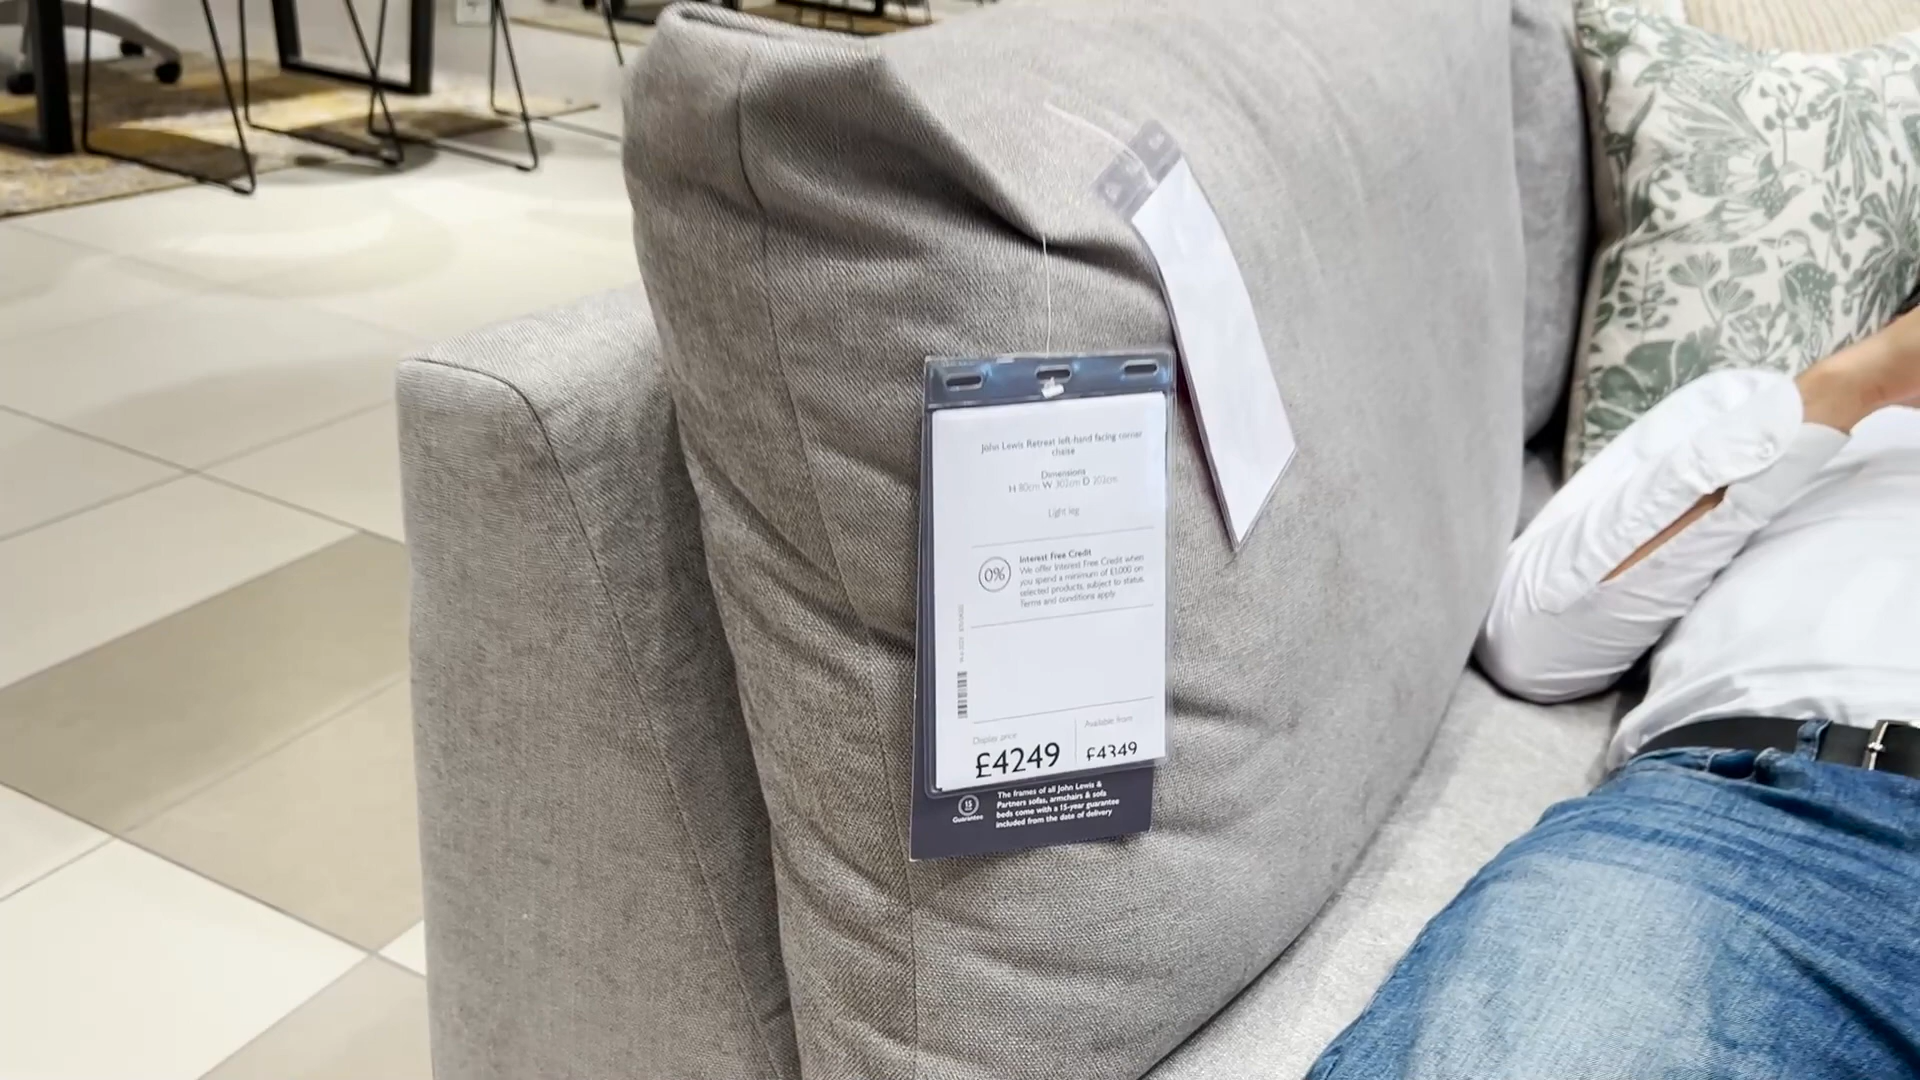 John Lewis Retreat left-hand facing corner
chaise
Dimensions
H 80cm W 302cm D 202cm
Light leg
0%
Interest Free Credit
We offer Interest Free Credit when
you spend a minimum of £1,000 on
selected products, subject to status.
Terms and conditions apply.
Display price
£4249
Available from
£4349
15
Guarantee
The frames of all John Lewis &
Partners sofas, armchairs & sofa
beds come with a 15-year guarantee
included from the date of delivery